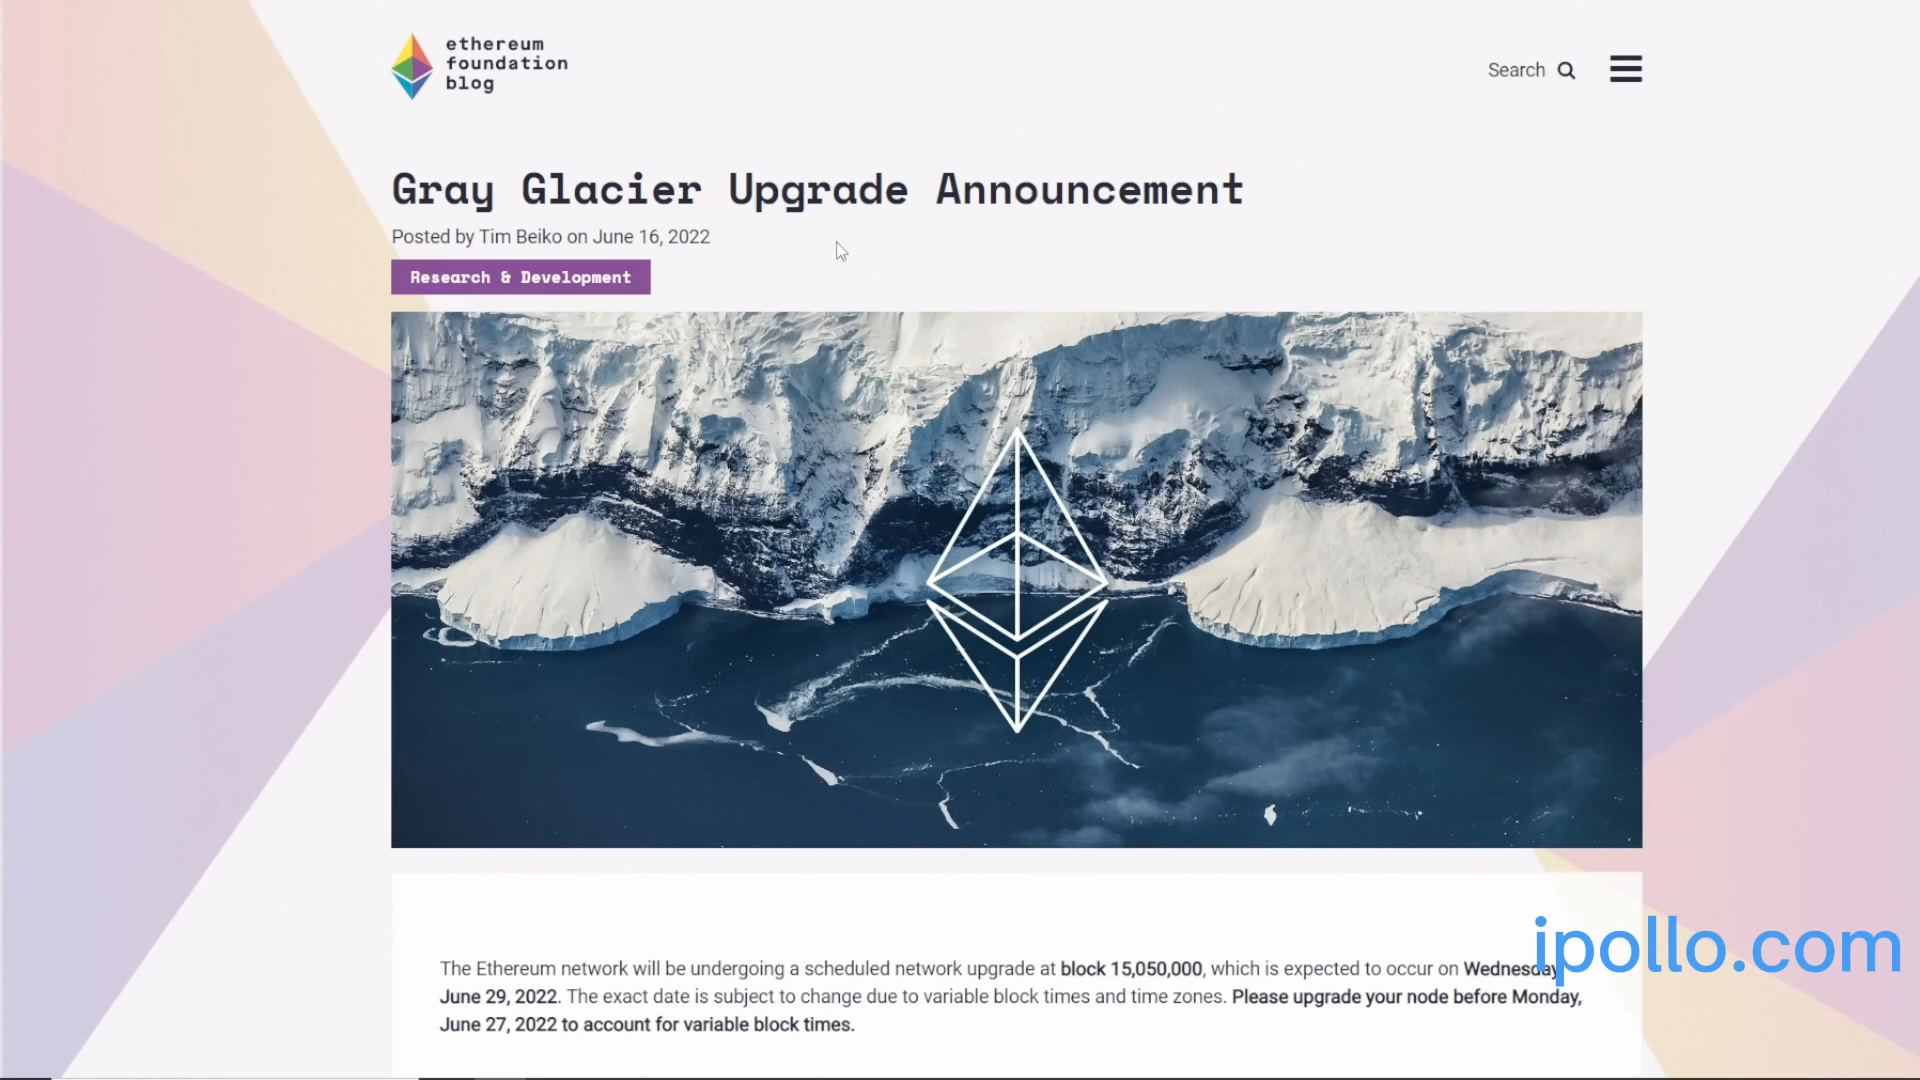 ethereum
foundation
blog
Search
Gray Glacier Upgrade Announcement
Posted by Tim Beiko on June 16, 2022
Research & Development
The Ethereum network will be undergoing a scheduled network upgrade at block 15,050,000, which is expected to occur on Wednesday,
June 29, 2022. The exact date is subject to change due to variable block times and time zones. Please upgrade your node before Monday,
June 27, 2022 to account for variable block times.
ipollo.com